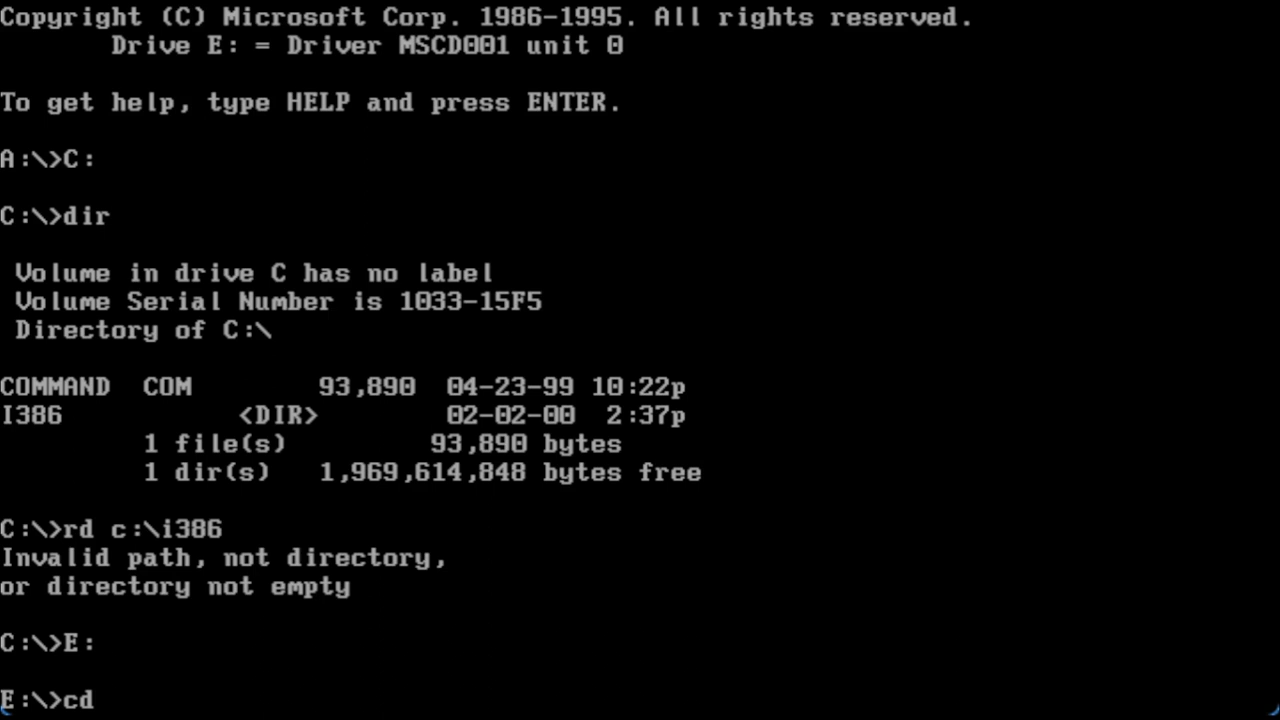 Copyright (C) Microsoft Corp. 1986-1995. All rights reserved.
       Drive E: = Driver MSCD001 unit 0
To get help, type HELP and press ENTER.
A:\>C:
C:\>dir
 Volume in drive C has no label
 Volume Serial Number is 1033-15F5
 Directory of C:\
COMMAND  COM        93,890  04-23-99 10:22p
I386           <DIR>        02-02-00  2:37p
         1 file(s)         93,890 bytes
         1 dir(s)   1,969,614,848 bytes free
C:\>rd c:\i386
Invalid path, not directory,
or directory not empty
C:\>E:
E:\>cd